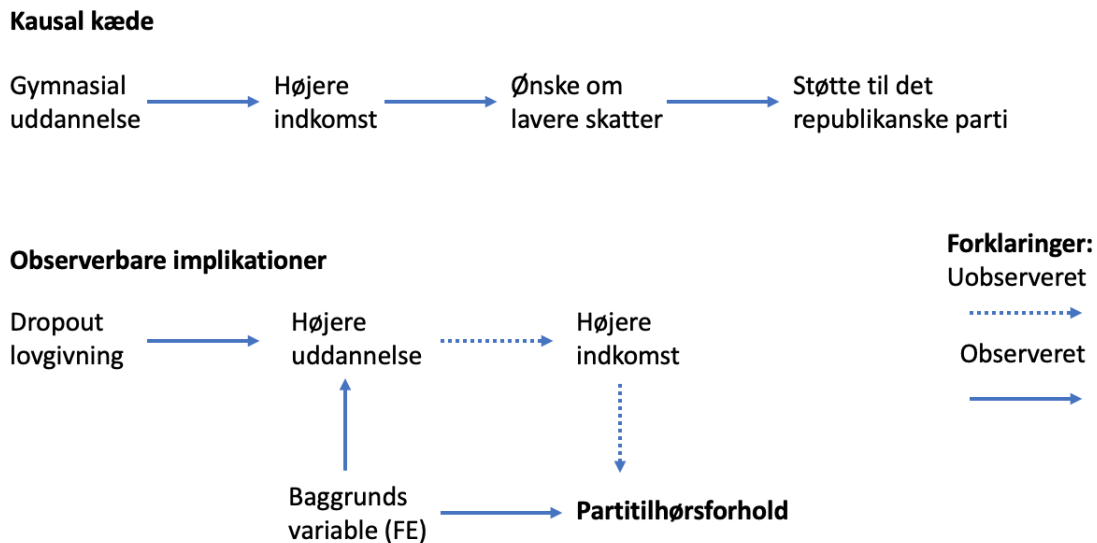 Kausal kæde
Gymnasial
uddannelse
Højere
indkomst
Ønske om
lavere skatter
Støtte til det
republikanske parti
Observerbare implikationer
Forklaringer:
Uobserveret
Observeret
Dropout
lovgivning
Højere
uddannelse
Højere
indkomst
Baggrunds
variable (FE)
Partitilhørsforhold